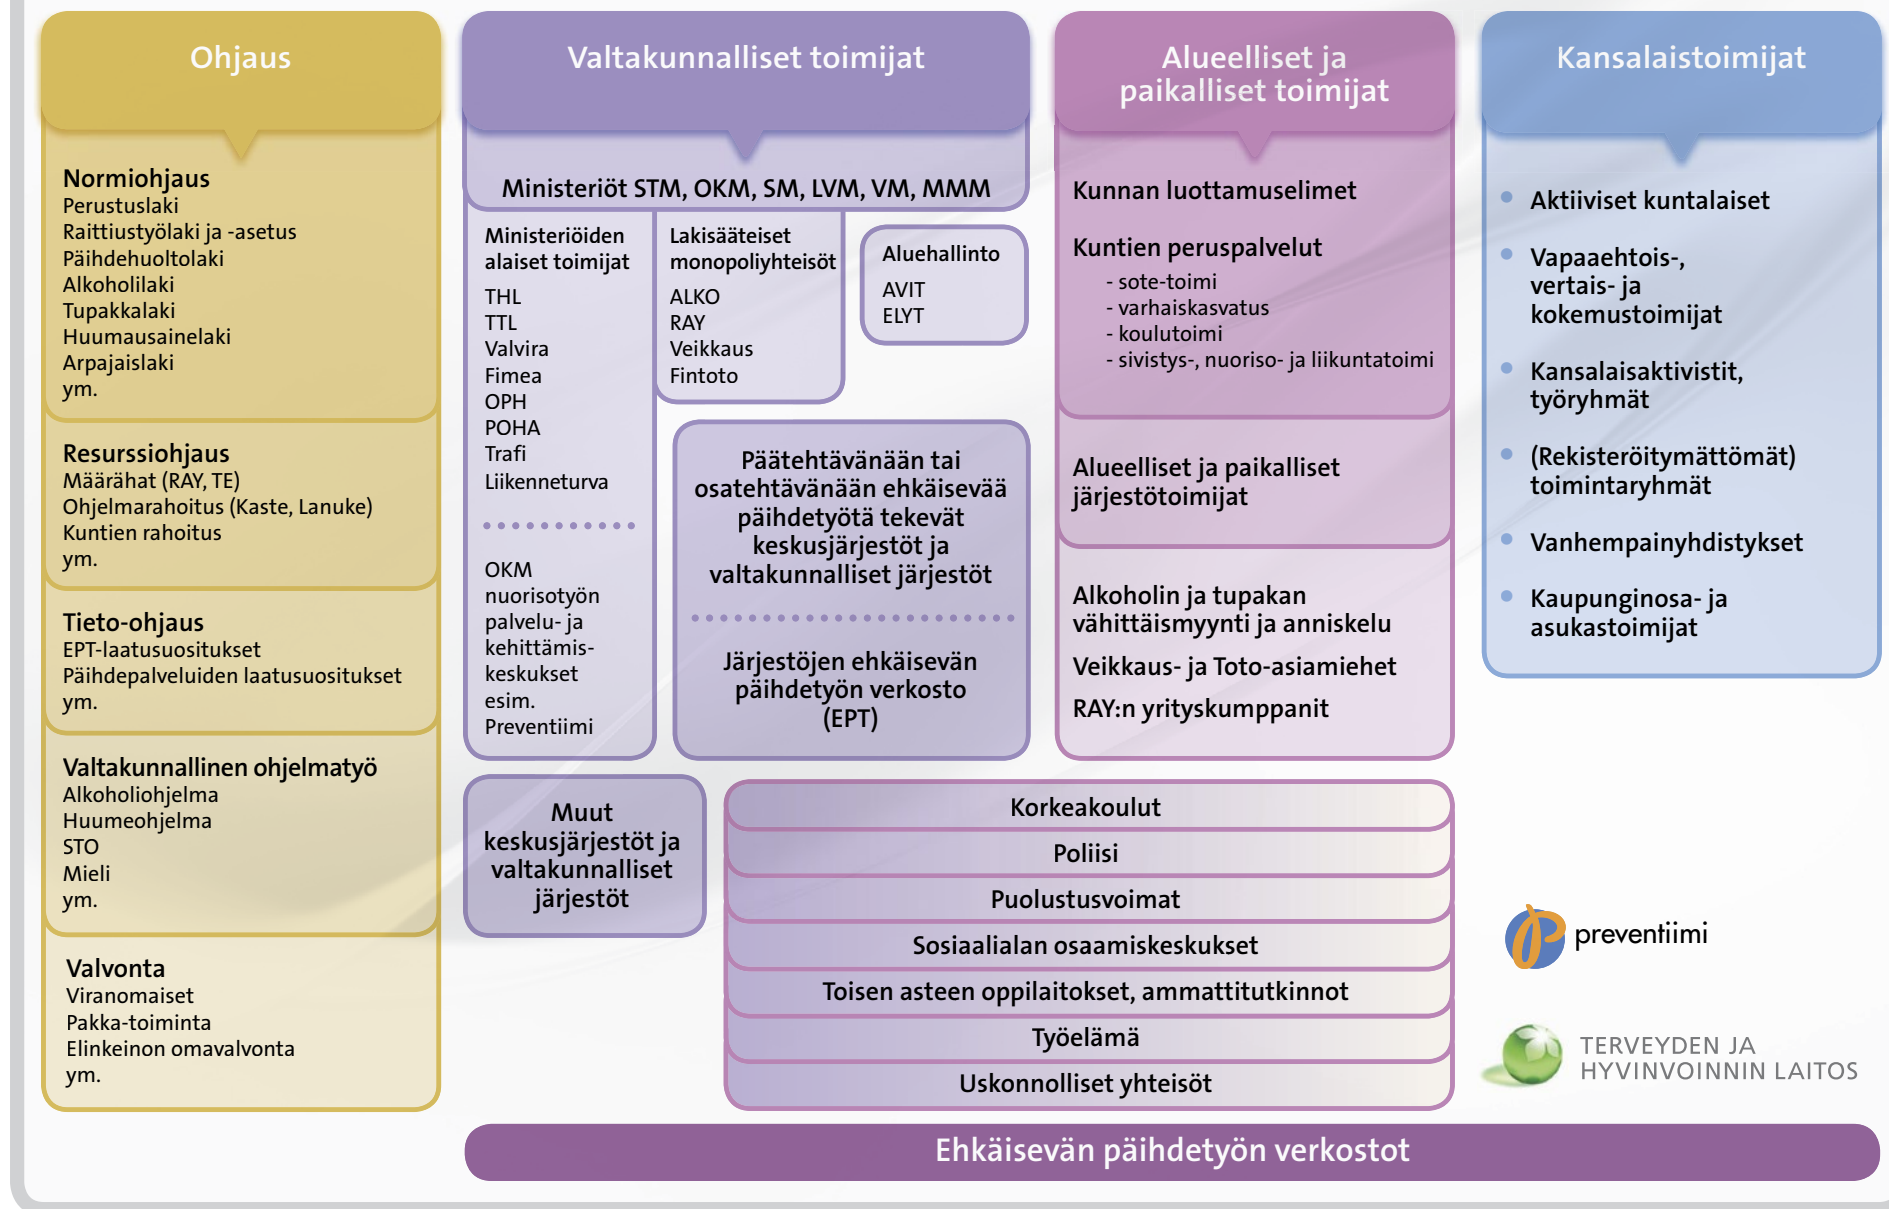 Ohjaus
Normiohjaus
Perustuslaki
Raittiustyölaki ja -asetus
Päihdehuoltolaki
Alkoholilaki
Tupakkalaki
Huumausainelaki
Arpajaislaki
ym.
Resurssiohjaus
Määrärahat (RAY, TE)
Ohjelmarahoitus (Kaste, Lanuke)
Kuntien rahoitus
ym.
Tieto-ohjaus
EPT-laatusuositukset
Päihdepalveluiden laatusuositukset
ym.
Valtakunnallinen ohjelmatyö
Alkoholiohjelma
Huumeohjelma
STO
Mieli
ym.
Valvonta
Viranomaiset
Pakka-toiminta
Elinkeinon omavalvonta
ym.
Valtakunnalliset toimijat
Ministeriöt STM, OKM, SM, LVM, VM, MMM
Ministeriöiden
alaiset toimijat
THL
TTL
Valvira
Fimea
OPH
POHA
Trafi
Liikenneturva
OKM
nuorisotyön
palvelu- ja
kehittämis-
keskukset
esim.
Preventiimi
Lakisääteiset
monopoliyhteisöt
ALKO
RAY
Veikkaus
Fintoto
Aluehallinto
AVIT
ELYT
Päätehtävänään tai
osatehtävänään ehkäisevää
päihdetyötä tekevät
keskusjärjestöt ja
valtakunnalliset järjestöt
Järjestöjen ehkäisevän
päihdetyön verkosto
(EPT)
Muut
keskusjärjestöt ja
valtakunnalliset
järjestöt
Alueelliset ja
paikalliset toimijat
Kunnan luottamuselimet
Kuntien peruspalvelut
- sote-toimi
- varhaiskasvatus
- koulutoimi
- sivistys-, nuoriso- ja liikuntatoimi
Alueelliset ja paikalliset
järjestötoimijat
Alkoholin ja tupakan
vähittäismyynti ja anniskelu
Veikkaus- ja Toto-asiamiehet
RAY:n yrityskumppanit
Korkeakoulut
Poliisi
Puolustusvoimat
Sosiaalialan osaamiskeskukset
Toisen asteen oppilaitokset, ammattitutkinnot
Työelämä
Uskonnolliset yhteisöt
Kansalaistoimijat
• Aktiiviset kuntalaiset
• Vapaaehtois-,
vertais- ja
kokemustoimijat
• Kansalaisaktivistit,
työryhmät
• (Rekisteröitymättömät)
toimintaryhmät
• Vanhempainyhdistykset
• Kaupunginosa- ja
asukastoimijat
preventiimi
TERVEYDEN JA
HYVINVOINNIN LAITOS
Ehkäisevän päihdetyön verkostot